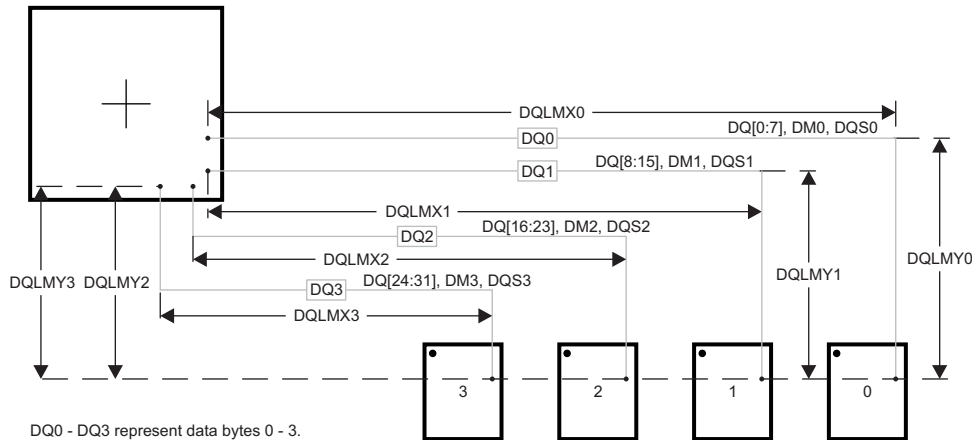 DQLMX0
DQ[0:7], DM0, DQS0
DQ0
DQ[8:15], DM1, DQS1
DQ1
DQLMX1
DQ[16:23], DM2, DQS2
DQ2
DQLMX2
DQLMY3 DQLMY2
DQLMY1
DQLMY0
DQ[24:31], DM3, DQS3
DQ3
DQLMX3
3
2
1
0
DQ0 - DQ3 represent data bytes 0 - 3.